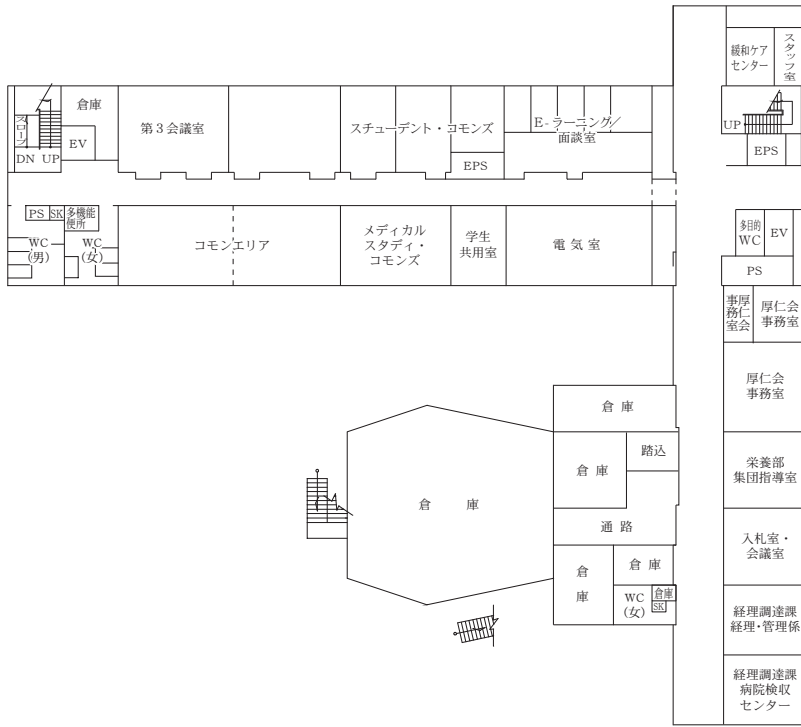 緩和ケア
センター
スタッフ室
倉庫
スロープ
EV
DN UP
第３会議室
スチューデント・コモンズ
EPS
E-ラーニング／
面談室
UP
EPS
PS
SK
多機能
便所
WC
(男)
WC
(女)
コモンエリア
メディカル
スタディ・
コモンズ
学生
共用室
電気室
多目的
WC
EV
PS
厚仁会
事務室
厚仁会
事務室
厚仁会
事務室
倉庫
倉庫
踏込
倉庫
通路
倉庫
倉庫
WC
(女)
倉庫
SK
栄養部
集団指導室
入札室・
会議室
経理調達課
経理・管理係
経理調達課
病院検収
センター